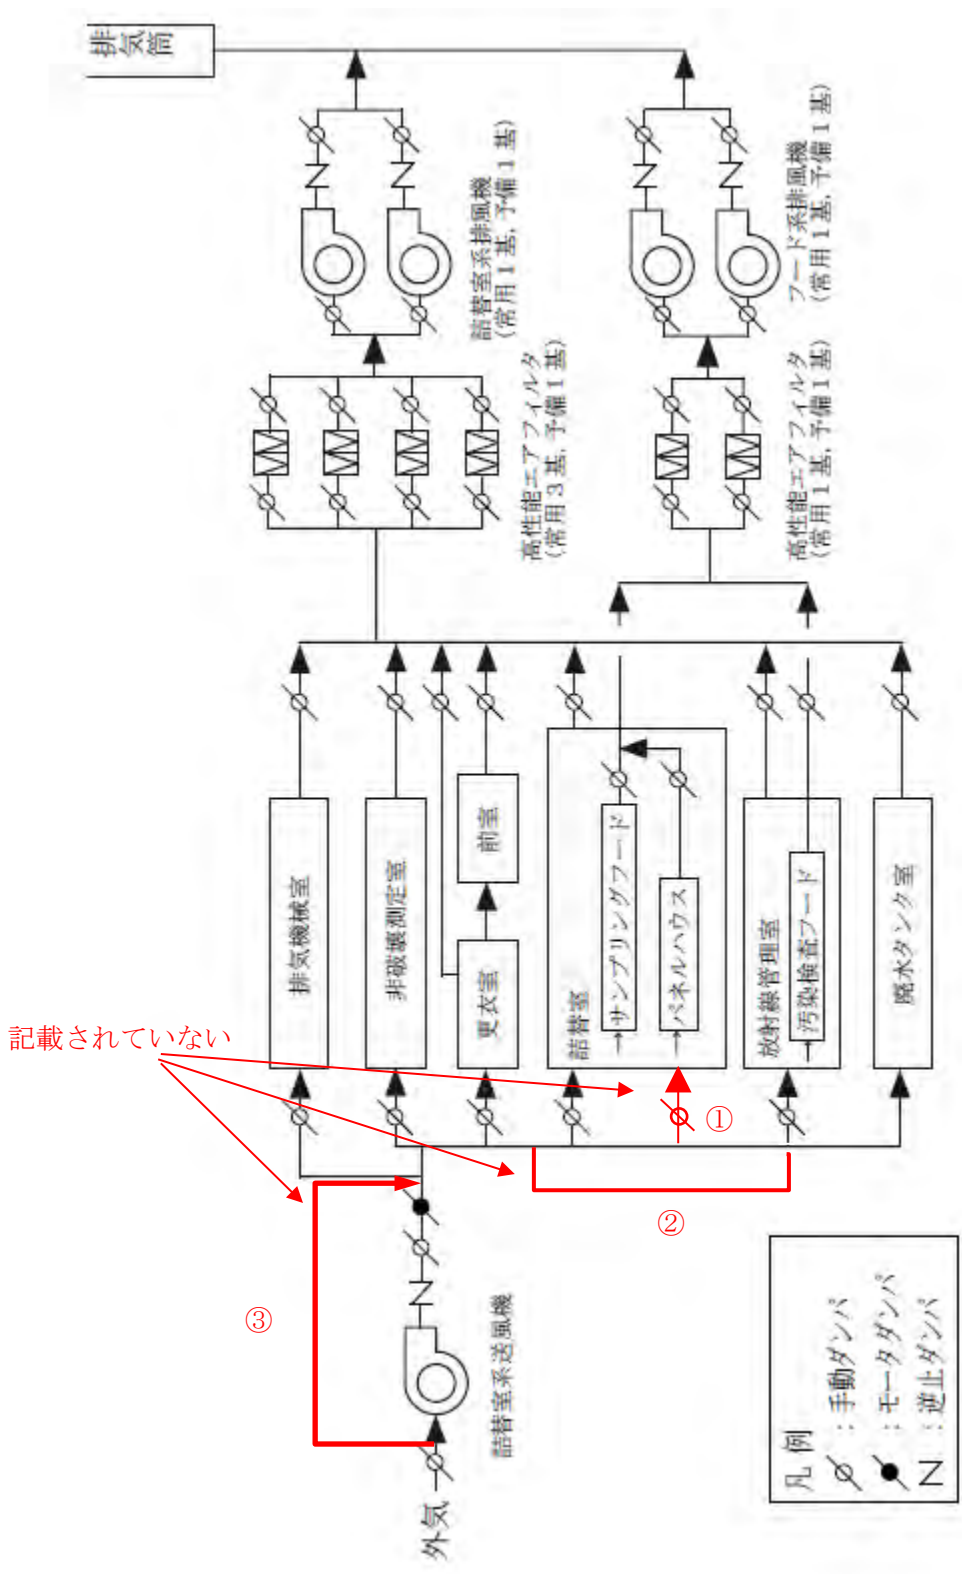 排気筒
詰替室系排風機
(常用1基, 予備1基)
フード系排風機
(常用1基, 予備1基)
高性能エアフィルタ
(常用3基, 予備1基)
高性能エアフィルタ
(常用1基, 予備1基)
排気機械室
非破壊測定室
前室
更衣室
詰替室
サンプリングフード
パネルハウス
放射線管理室
汚染検査フード
廃水タンク室
記載されていない
①
②
③
詰替室系送風機
外気
凡例
:手動ダンパ
:モータダンパ
:逆止ダンパ